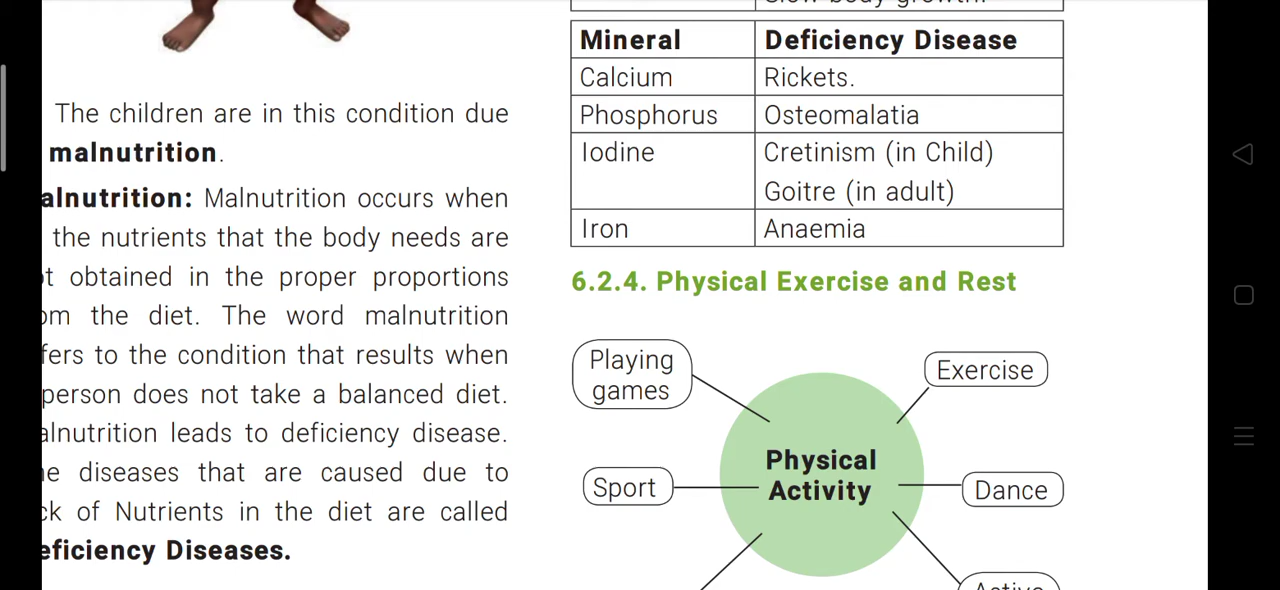 The children are in this condition due
malnutrition.
alnutrition: Malnutrition occurs when
the nutrients that the body needs are
t obtained in the proper proportions
om the diet. The word malnutrition
fers to the condition that results when
person does not take a balanced diet.
alnutrition leads to deficiency disease.
e diseases that are caused due to
ck of Nutrients in the diet are called
eficiency Diseases.
Slow body growth.
Mineral Deficiency Disease
Calcium Rickets.
Phosphorus Osteomalatia
Iodine Cretinism (in Child)
Goitre (in adult)
Iron Anaemia
6.2.4. Physical Exercise and Rest
Playing
games
Exercise
Physical
Activity
Sport
Dance
Active